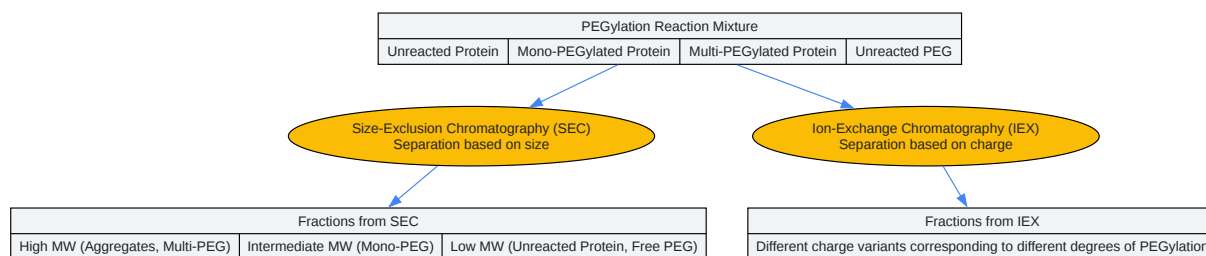 PEGylation Reaction Mixture
Unreacted Protein Mono-PEGylated Protein Multi-PEGylated Protein Unreacted PEG
Size-Exclusion Chromatography (SEC)
Separation based on size
Ion-Exchange Chromatography (IEX)
Separation based on charge
Fractions from SEC
High MW (Aggregates, Multi-PEG) Intermediate MW (Mono-PEG) Low MW (Unreacted Protein, Free PEG)
Fractions from IEX
Different charge variants corresponding to different degrees of PEGylation